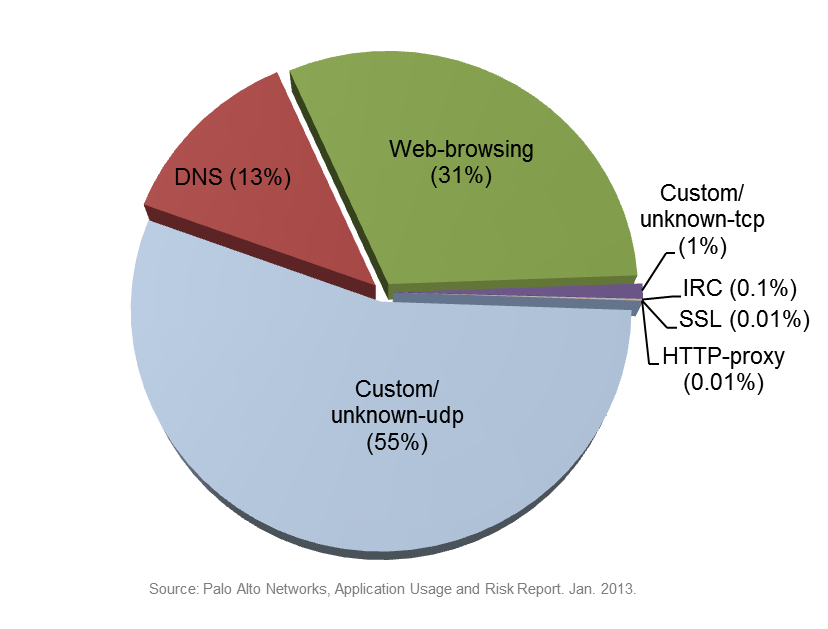 Web-browsing
(31%)
DNS (13%)
Custom/
unknown-tcp
(1%)
IRC (0.1%)
SSL (0.01%)
HTTP-proxy
(0.01%)
Custom/
unknown-udp
(55%)
Source: Palo Alto Networks, Application Usage and Risk Report. Jan. 2013.